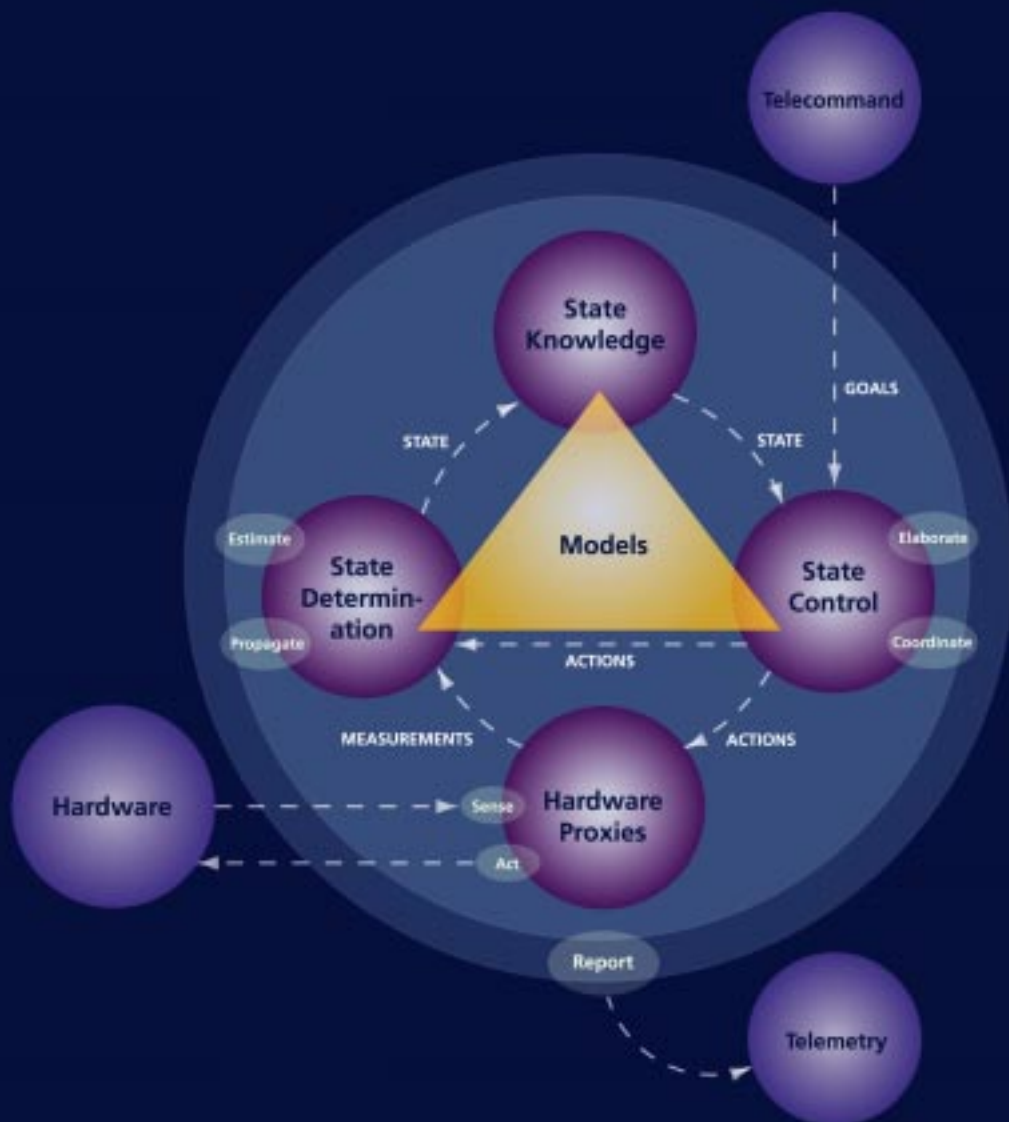 Telecommand
State
Knowledge
GOALS
STATE
STATE
Models
Estimate
State
Determin-
ation
Propagate
Elaborate
State
Control
Coordinate
ACTIONS
MEASUREMENTS
ACTIONS
Hardware
Sense
Hardware
Proxies
Act
Report
Telemetry